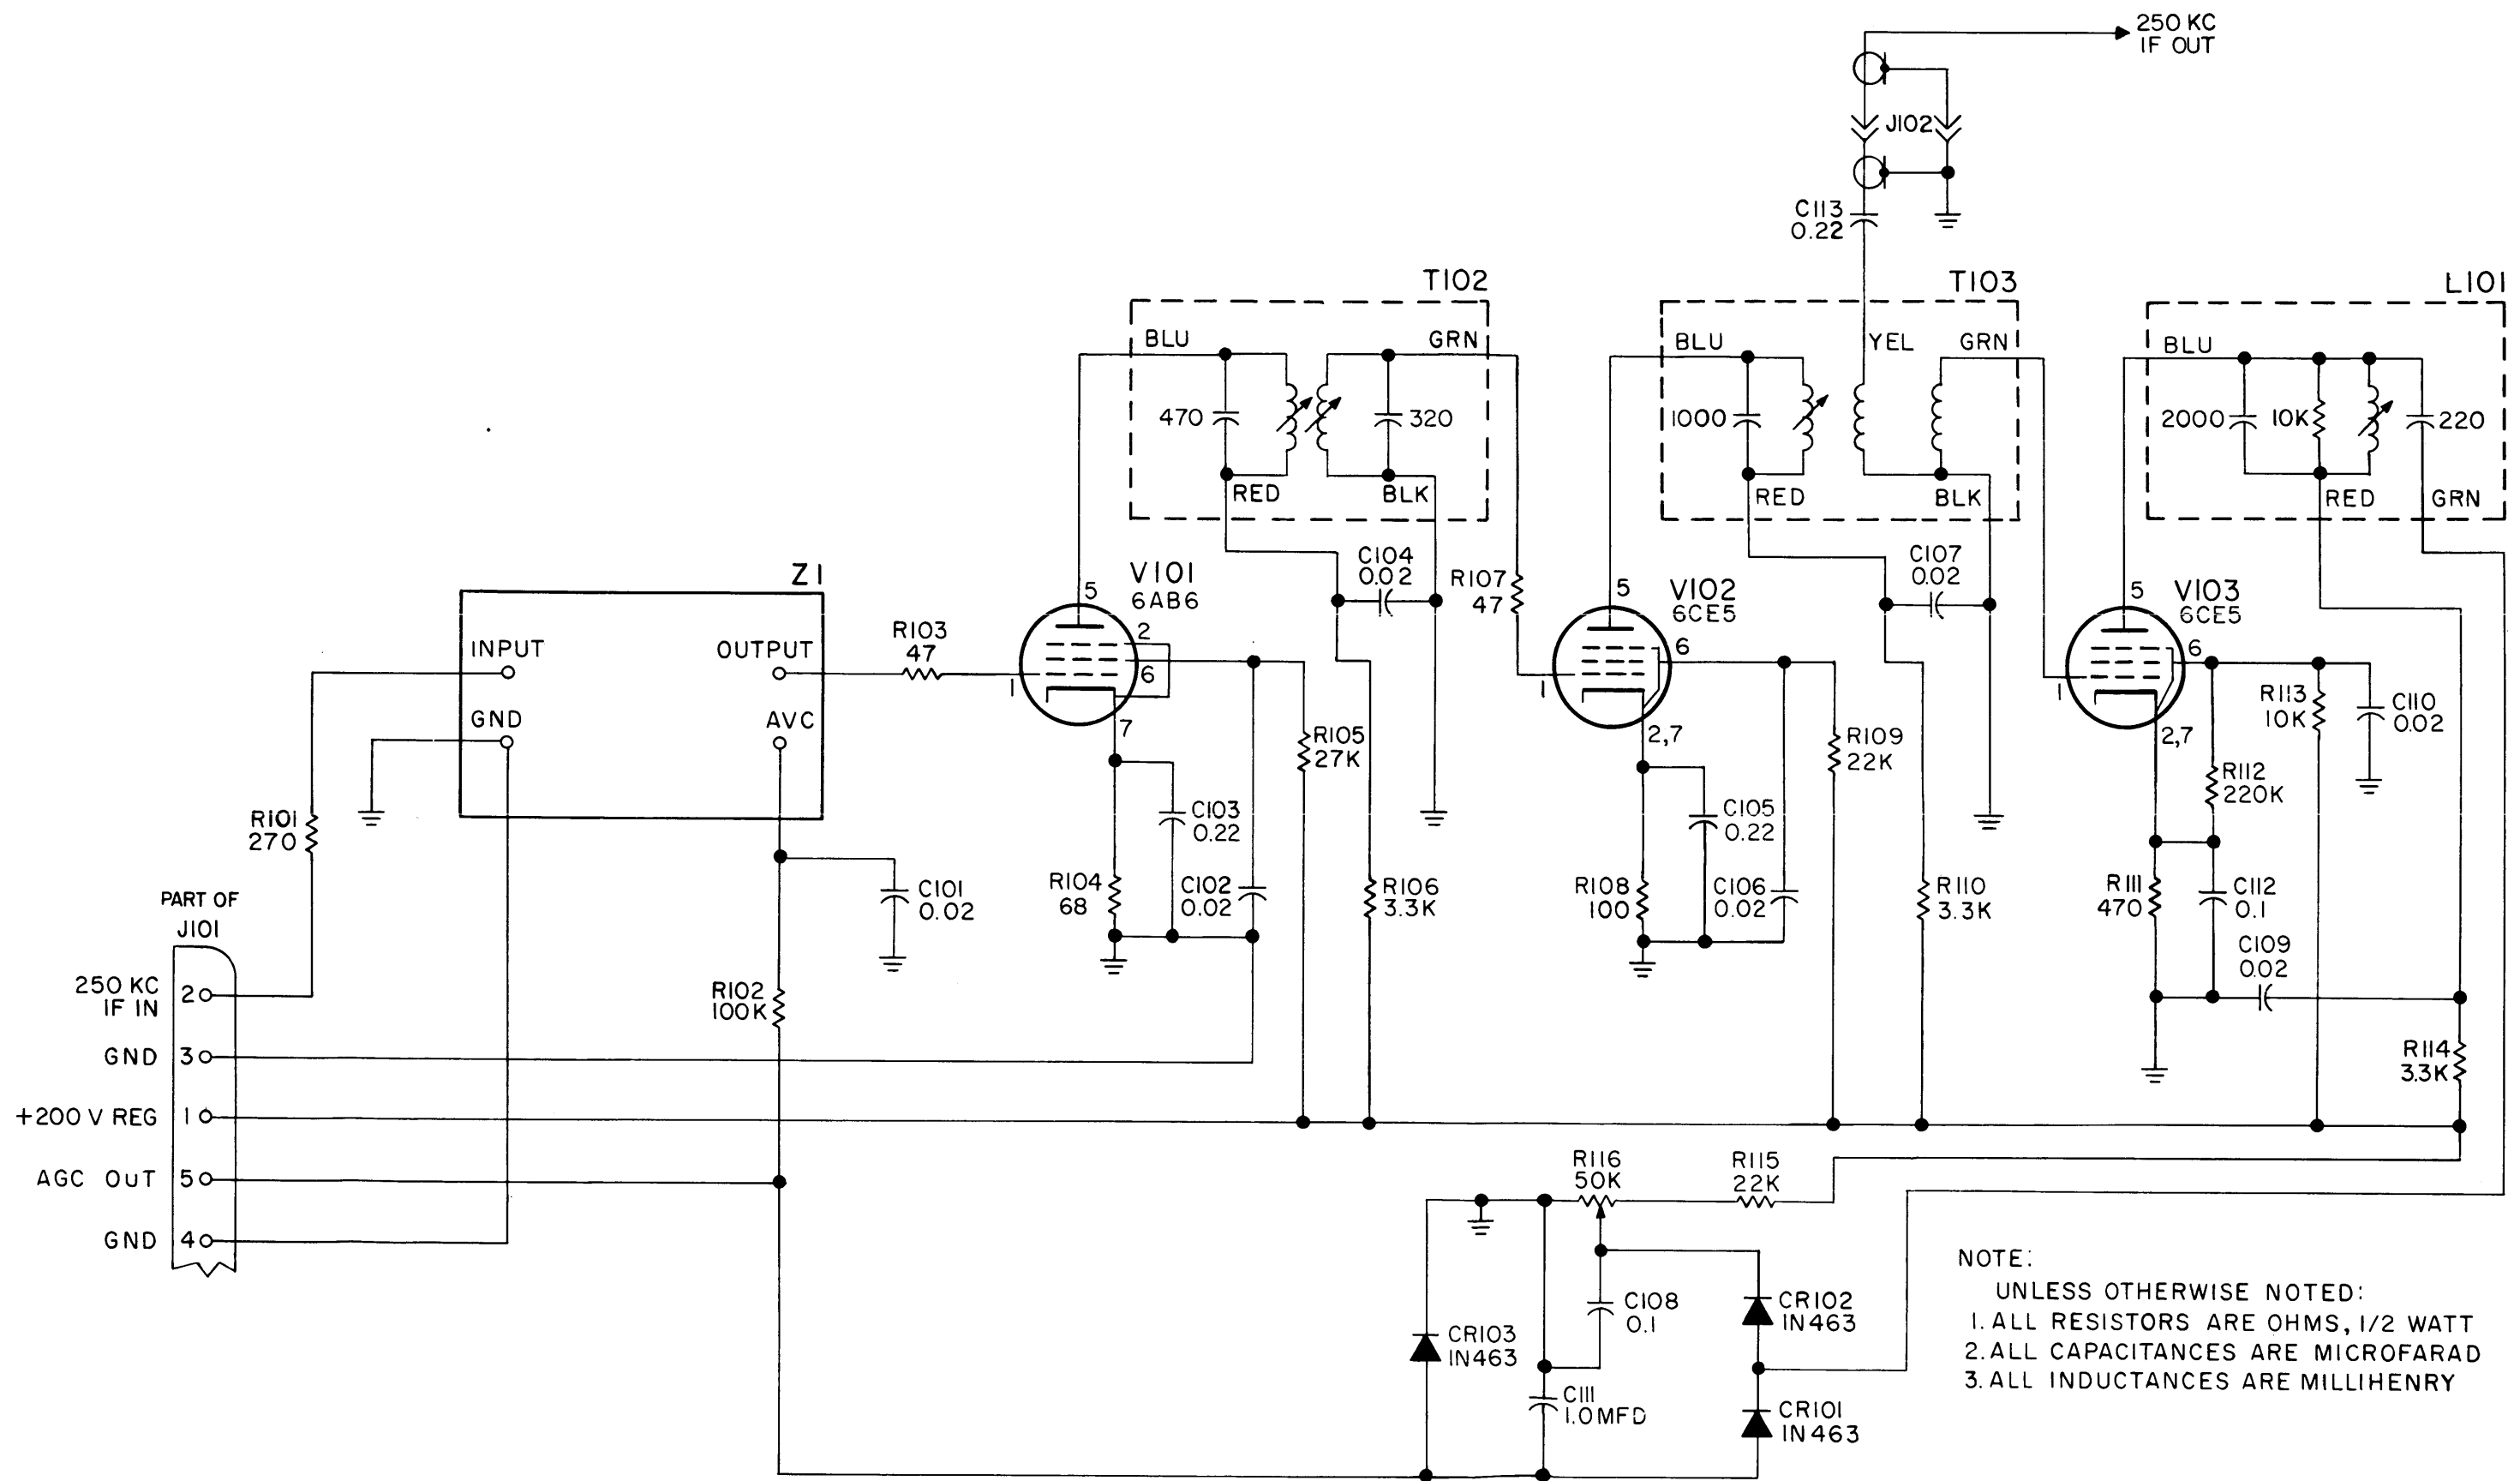 250 KC
IF OUT
J102
C113
0.22
T102
BLU
GRN
470
320
RED
BLK
T103
BLU
YEL
GRN
1000
RED
BLK
L101
BLU
2000
10K
220
RED
GRN
Z1
INPUT
OUTPUT
GND
AVC
R103
47
V101
6AB6
5
2
6
1
7
C104
0.02
R107
47
V102
6CE5
5
6
1
2,7
C107
0.02
V103
6CE5
5
6
1
2,7
R101
270
C101
0.02
R102
100K
R104
68
C103
0.22
C102
0.02
R105
27K
R106
3.3K
R108
100
C105
0.22
C106
0.02
R109
22K
R110
3.3K
R113
10K
C110
0.02
R112
220K
R111
470
C112
0.1
C109
0.02
R114
3.3K
PART OF
J101
250 KC
IF IN
2
GND
3
+200 V REG
1
AGC OUT
5
GND
4
R116
50K
R115
22K
C108
0.1
CR102
1N463
CR103
1N463
C111
1.0MFD
CR101
1N463
NOTE:
UNLESS OTHERWISE NOTED:
1. ALL RESISTORS ARE OHMS, 1/2 WATT
2. ALL CAPACITANCES ARE MICROFARAD
3. ALL INDUCTANCES ARE MILLIHENRY